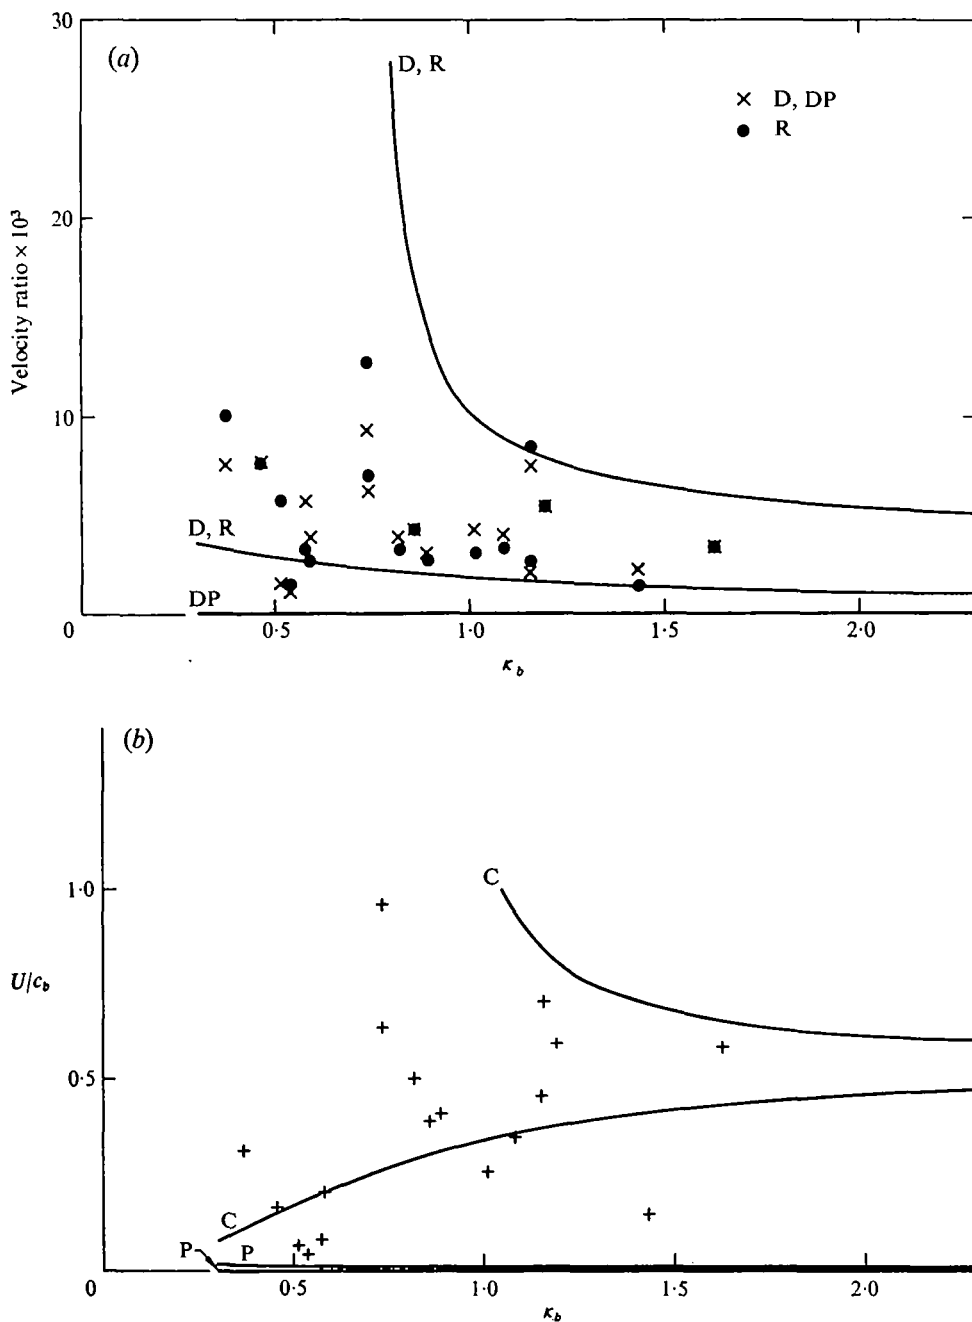 30
(a)
D, R
× D, DP
● R
20
Velocity ratio × 10³
10
D, R
DP
0
0·5
1·0
1·5
2·0
κ_b
(b)
1·0
C
U/c_b
0·5
C
P
P
0
0·5
1·0
1·5
2·0
κ_b